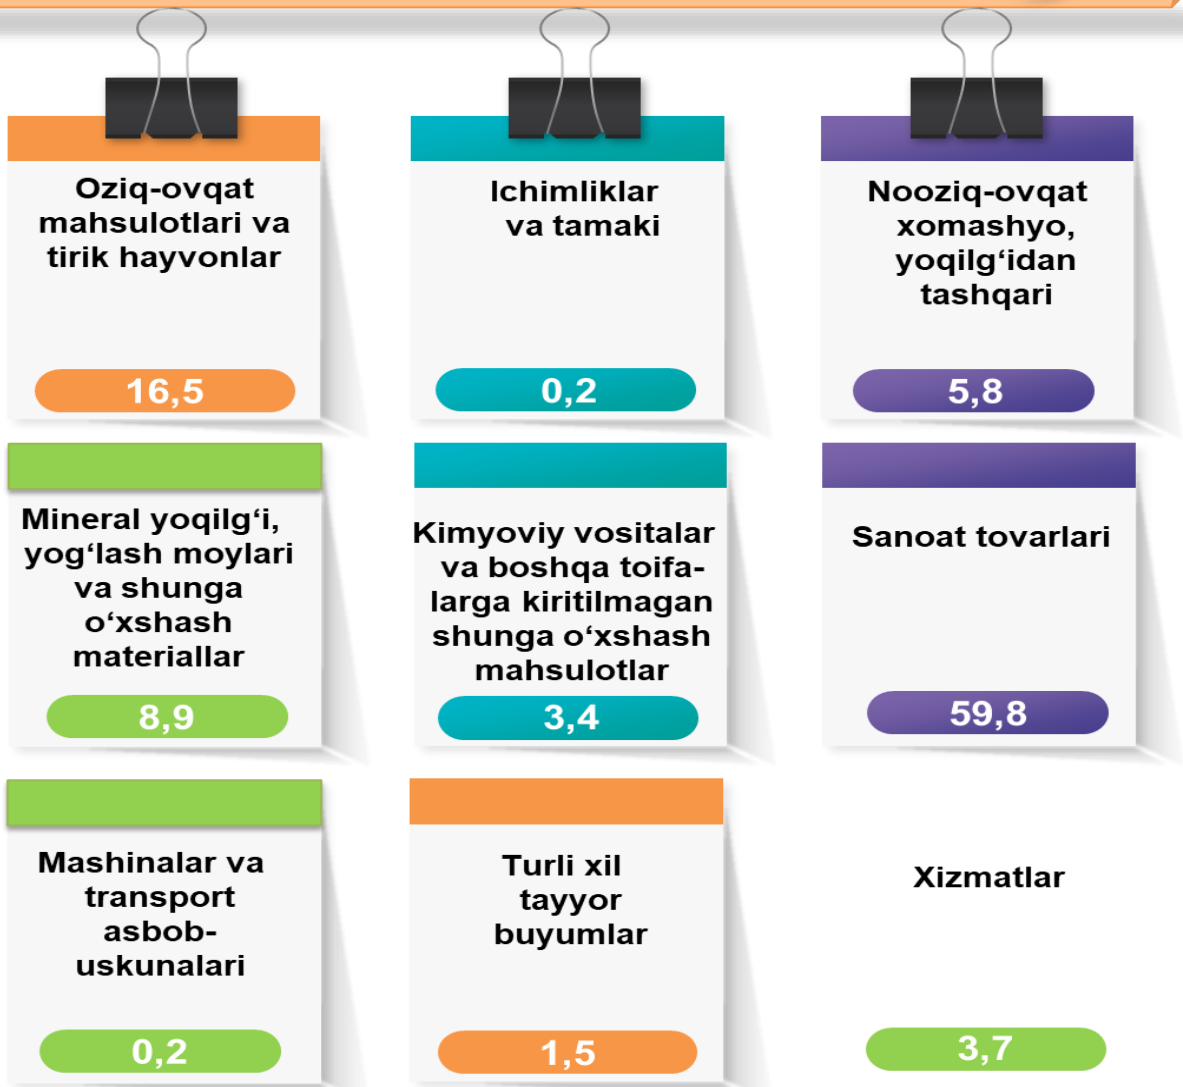 Oziq-ovqat
mahsulotlari va
tirik hayvonlar
16,5
Ichimliklar
va tamaki
0,2
Nooziq-ovqat
xomashyo,
yoqilg‘idan
tashqari
5,8
Mineral yoqilg‘i,
yog‘lash moylari
va shunga
o‘xshash
materiallar
8,9
Kimyoviy vositalar
va boshqa toifa-
larga kiritilmagan
shunga o‘xshash
mahsulotlar
3,4
Sanoat tovarlari
59,8
Mashinalar va
transport
asbob-
uskunalari
0,2
Turli xil
tayyor
buyumlar
1,5
Xizmatlar
3,7